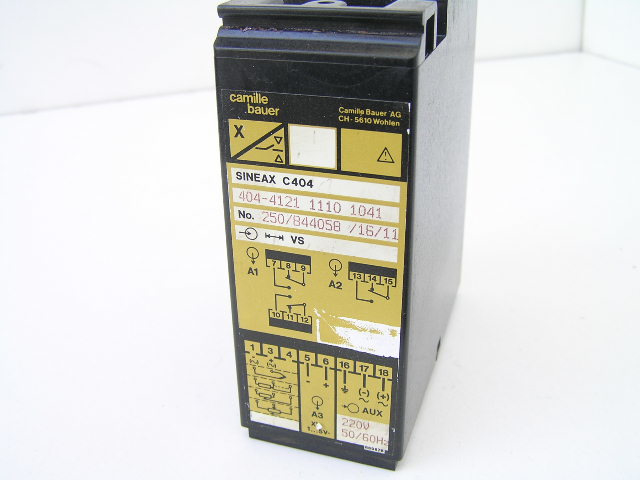 camille
bauer
Camille Bauer AG
CH - 5610 Wohlen
X
SINEAX C404
404-4121 1110 1041
No. 250/844058 /16/11
VS
7 8 9
A1
A2
13 14 15
10 11 12
1 3 4 5 6 16 17 18
- +
A3
AUX
220V
50/60Hz